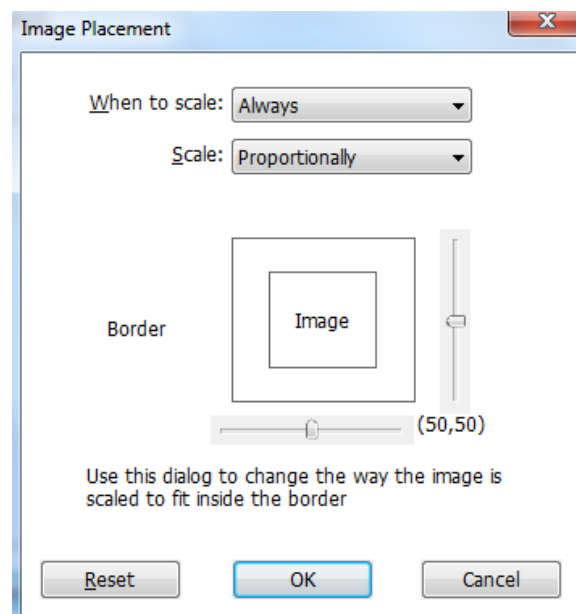 Image Placement
When to scale: Always
Scale: Proportionally
Border
Image
(50,50)
Use this dialog to change the way the image is
scaled to fit inside the border
Reset OK Cancel